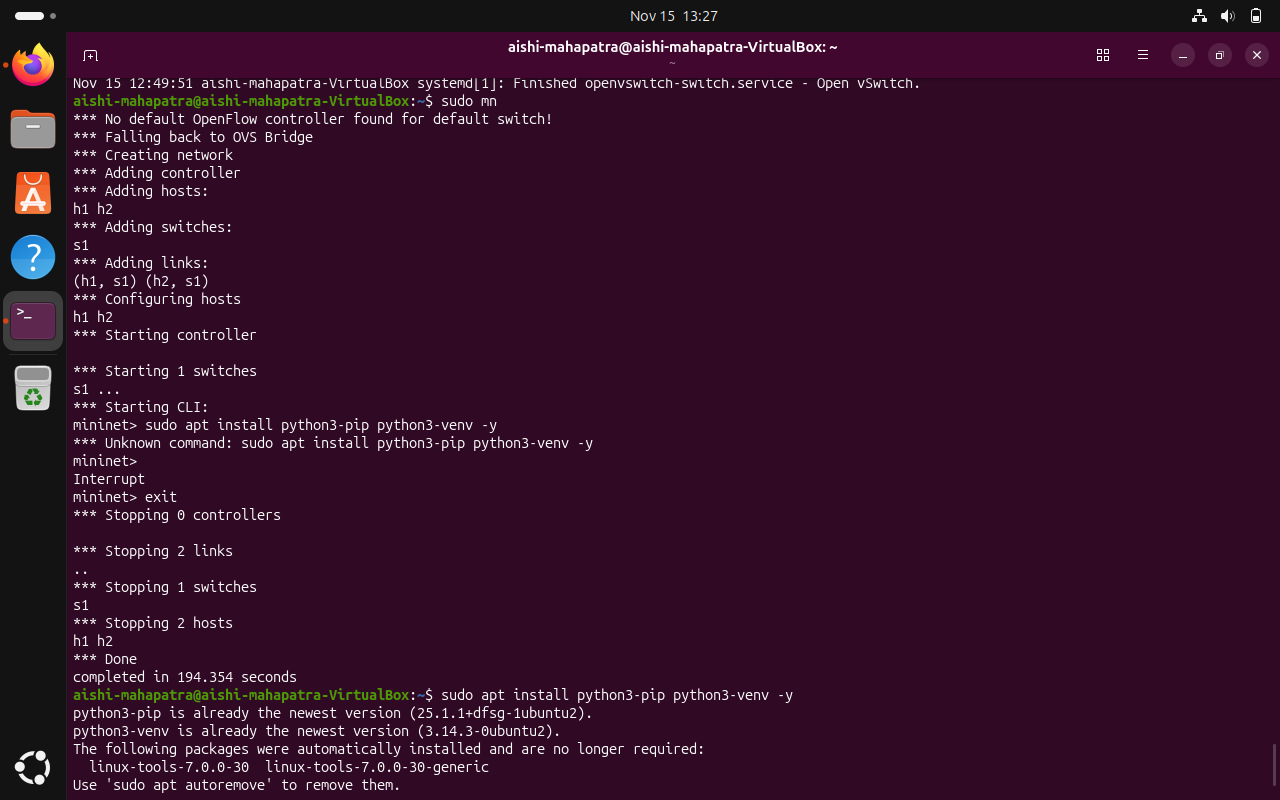 Nov 15 13:27
aishi-mahapatra@aishi-mahapatra-VirtualBox: ~
~
Nov 15 12:49:51 aishi-mahapatra-VirtualBox systemd[1]: Finished openvswitch-switch.service - Open vSwitch.
aishi-mahapatra@aishi-mahapatra-VirtualBox:~$ sudo mn
*** No default OpenFlow controller found for default switch!
*** Falling back to OVS Bridge
*** Creating network
*** Adding controller
*** Adding hosts:
h1 h2
*** Adding switches:
s1
*** Adding links:
(h1, s1) (h2, s1)
*** Configuring hosts
h1 h2
*** Starting controller
*** Starting 1 switches
s1 ...
*** Starting CLI:
mininet> sudo apt install python3-pip python3-venv -y
*** Unknown command: sudo apt install python3-pip python3-venv -y
mininet>
Interrupt
mininet> exit
*** Stopping 0 controllers
*** Stopping 2 links
..
*** Stopping 1 switches
s1
*** Stopping 2 hosts
h1 h2
*** Done
completed in 194.354 seconds
aishi-mahapatra@aishi-mahapatra-VirtualBox:~$ sudo apt install python3-pip python3-venv -y
python3-pip is already the newest version (25.1.1+dfsg-1ubuntu2).
python3-venv is already the newest version (3.14.3-0ubuntu2).
The following packages were automatically installed and are no longer required:
  linux-tools-7.0.0-30  linux-tools-7.0.0-30-generic
Use 'sudo apt autoremove' to remove them.